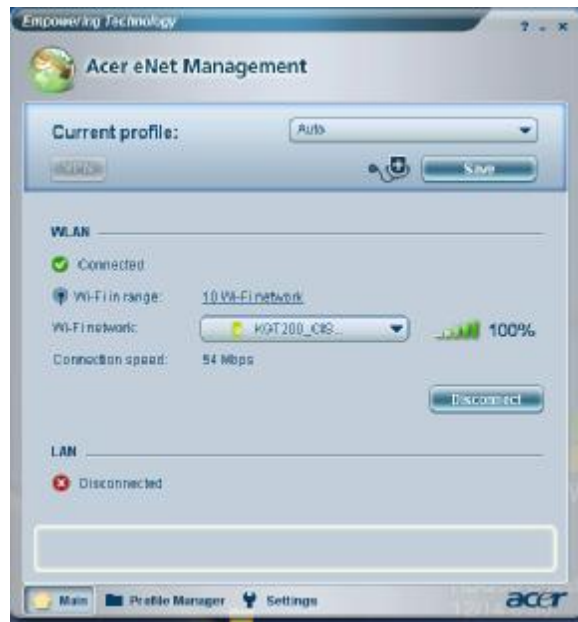 Empowering Technology
? - x
Acer eNet Management
Current profile:
Auto
VPN
Save
WLAN
Connected
Wi-Fi in range:
10 Wi-Fi network
Wi-Fi network:
100%
Connection speed:
54 Mbps
Disconnect
LAN
Disconnected
Main
Profile Manager
Settings
acer